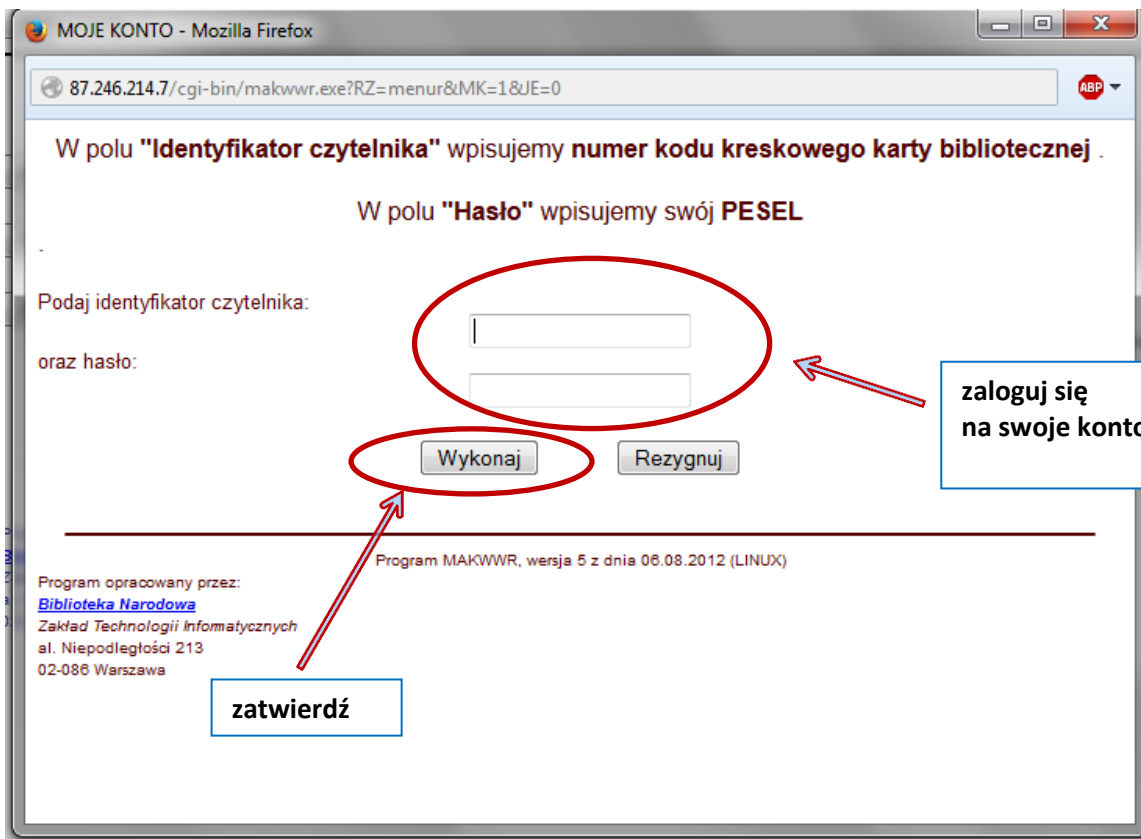 MOJE KONTO - Mozilla Firefox
87.246.214.7/cgi-bin/makwwr.exe?RZ=menur&MK=1&JE=0
ABP
W polu "Identyfikator czytelnika" wpisujemy numer kodu kreskowego karty bibliotecznej .
W polu "Hasło" wpisujemy swój PESEL
.
Podaj identyfikator czytelnika:
oraz hasło:
zaloguj się
na swoje konto
Wykonaj Rezygnuj
Program MAKWWR, wersja 5 z dnia 06.08.2012 (LINUX)
Program opracowany przez:
Biblioteka Narodowa
Zakład Technologii Informatycznych
al. Niepodległości 213
02-086 Warszawa
zatwierdź